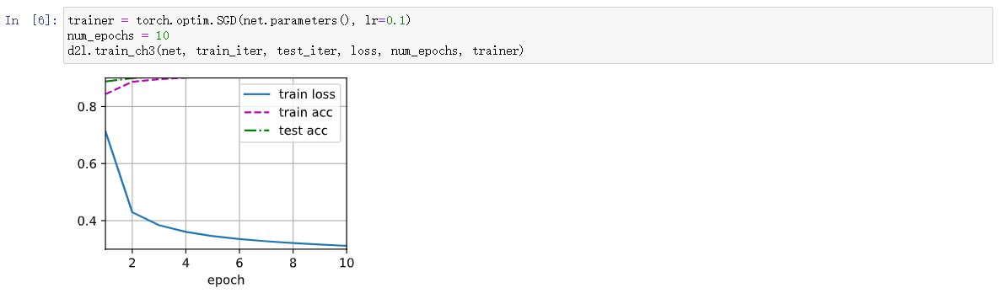 In [6]: trainer = torch.optim.SGD(net.parameters(), lr=0.1)
num_epochs = 10
d2l.train_ch3(net, train_iter, test_iter, loss, num_epochs, trainer)
train loss
train acc
test acc
0.8
0.6
0.4
2 4 6 8 10
epoch